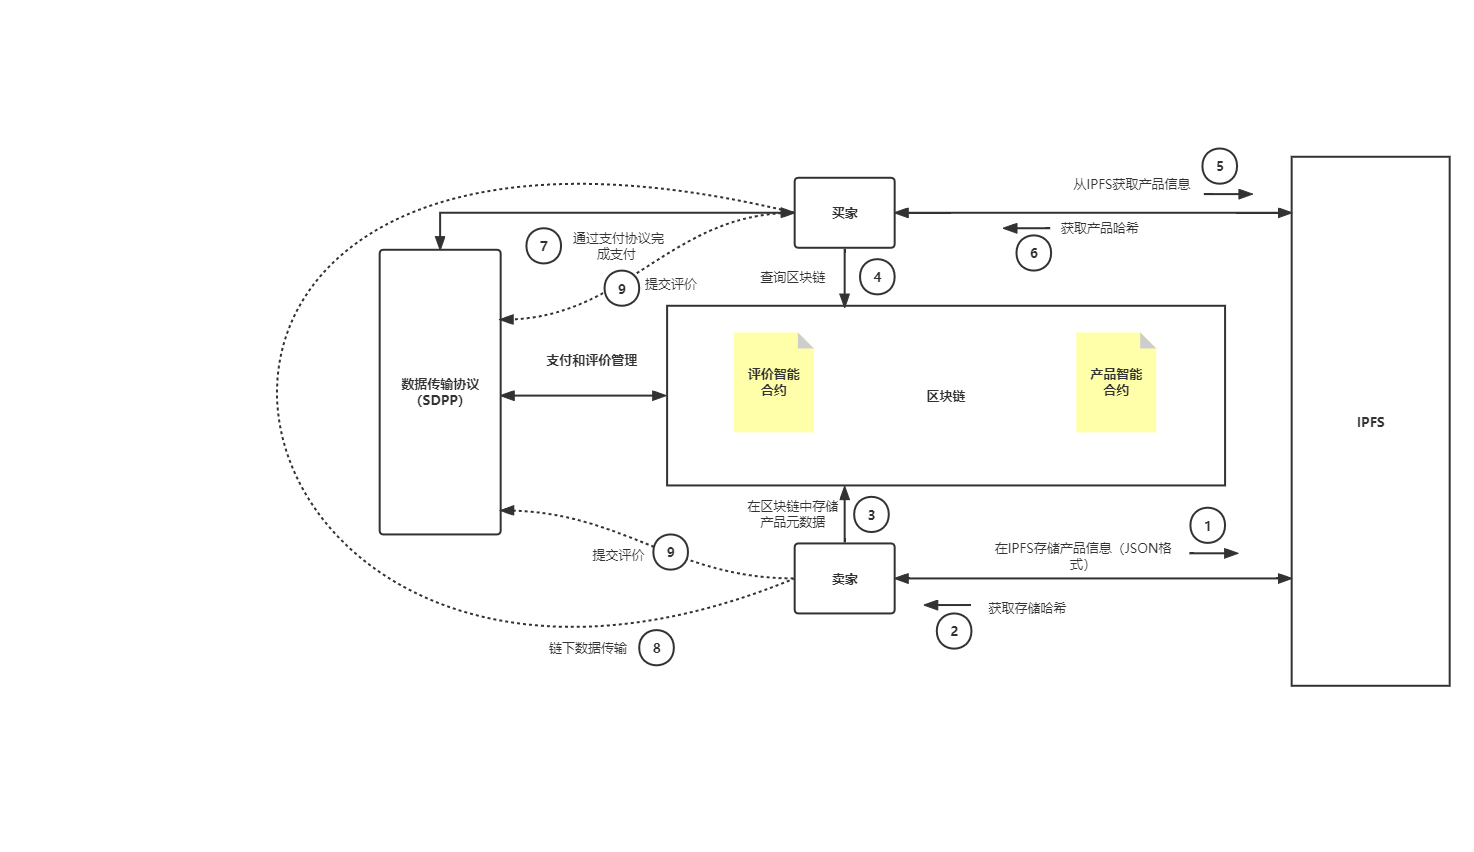 5
从IPFS获取产品信息
买家
获取产品哈希
6
7
通过支付协议完
成支付
9
提交评价
查询区块链
4
支付和评价管理
数据传输协议
（SDPP）
评价智能
合约
区块链
产品智能
合约
IPFS
在区块链中存储
产品元数据
3
1
在IPFS存储产品信息（JSON格
式）
提交评价
9
卖家
获取存储哈希
2
链下数据传输
8